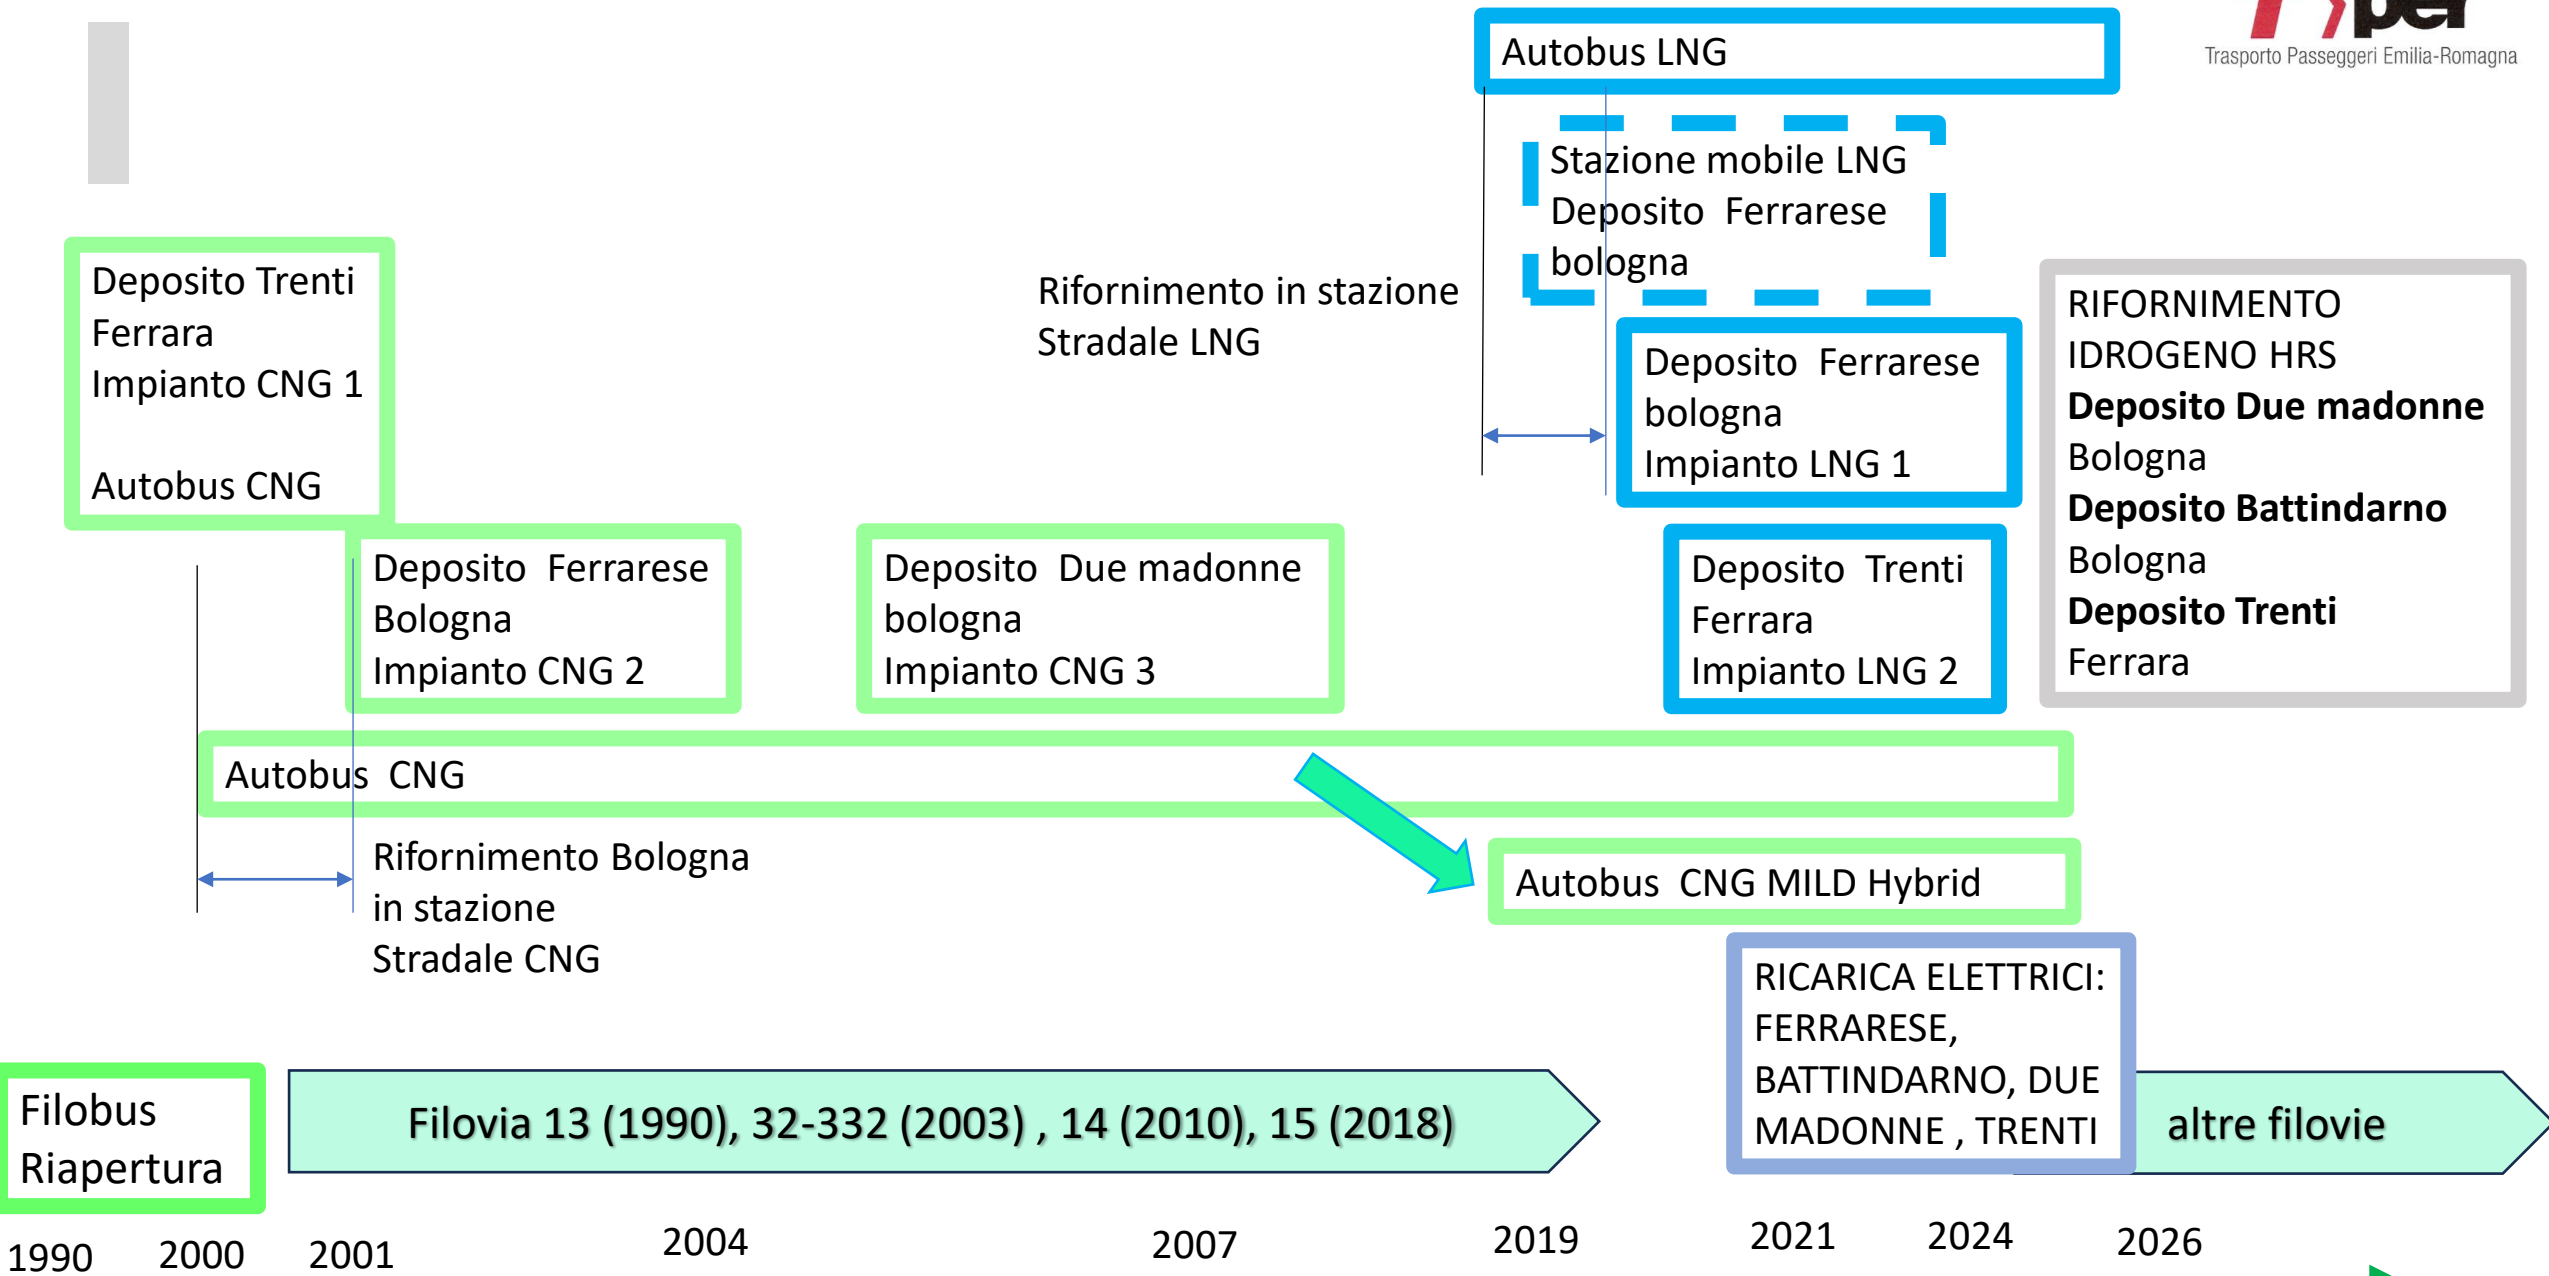 per
Trasporto Passeggeri Emilia-Romagna
Autobus LNG
Stazione mobile LNG
Deposito Ferrarese
bologna
Deposito Trenti
Ferrara
Impianto CNG 1
Autobus CNG
Rifornimento in stazione
Stradale LNG
Deposito Ferrarese
bologna
Impianto LNG 1
RIFORNIMENTO
IDROGENO HRS
Deposito Due madonne
Bologna
Deposito Battindarno
Bologna
Deposito Trenti
Ferrara
Deposito Ferrarese
Bologna
Impianto CNG 2
Deposito Due madonne
bologna
Impianto CNG 3
Deposito Trenti
Ferrara
Impianto LNG 2
Autobus CNG
Rifornimento Bologna
in stazione
Stradale CNG
Autobus CNG MILD Hybrid
RICARICA ELETTRICI:
FERRARESE,
BATTINDARNO, DUE
MADONNE , TRENTI
Filobus
Riapertura
Filovia 13 (1990), 32-332 (2003) , 14 (2010), 15 (2018)
altre filovie
1990
2000
2001
2004
2007
2019
2021
2024
2026